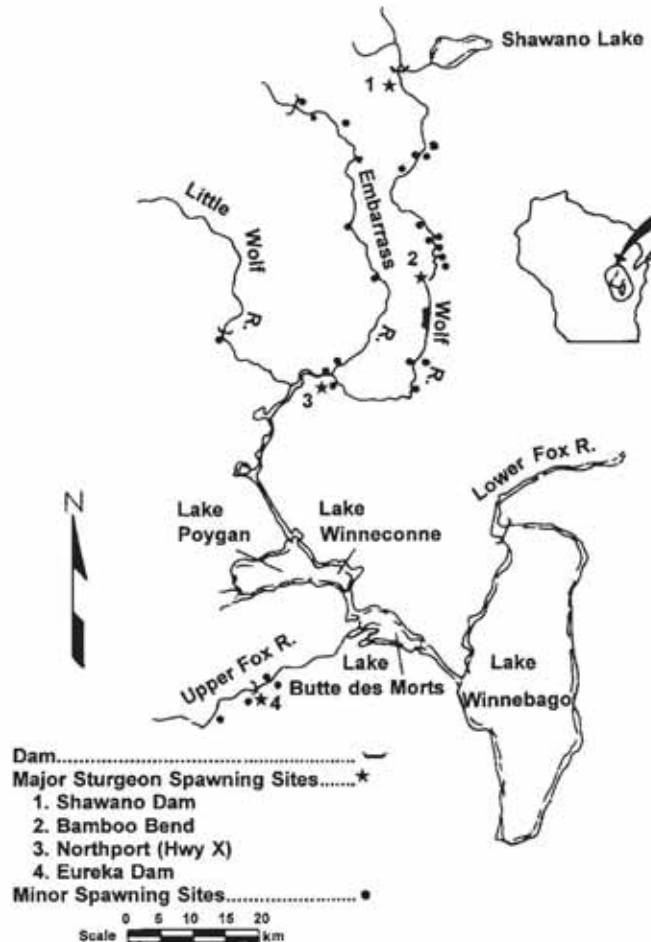 Shawano Lake
1
Little
Wolf
R.
Embarrass
R.
2
Wolf
R.
3
N
Lower Fox R.
Lake
Poygan
Lake
Winneconne
Upper Fox R.
4
Lake
Butte des Morts
Lake
Winnebago
Dam
Major Sturgeon Spawning Sites
1. Shawano Dam
2. Bamboo Bend
3. Northport (Hwy X)
4. Eureka Dam
Minor Spawning Sites
0 5 10 15 20
Scale km